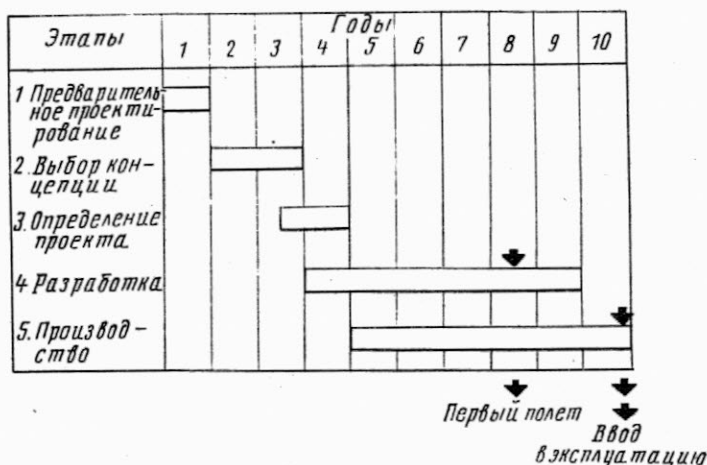 Годы
Этапы 1 2 3 4 5 6 7 8 9 10
1 Предваритель-
ное проекти-
рование
2. Выбор кон-
цепции
3. Определение
проекта
4 Разработка
5. Производ-
ство
Первый полет
Ввод
в эксплуатацию